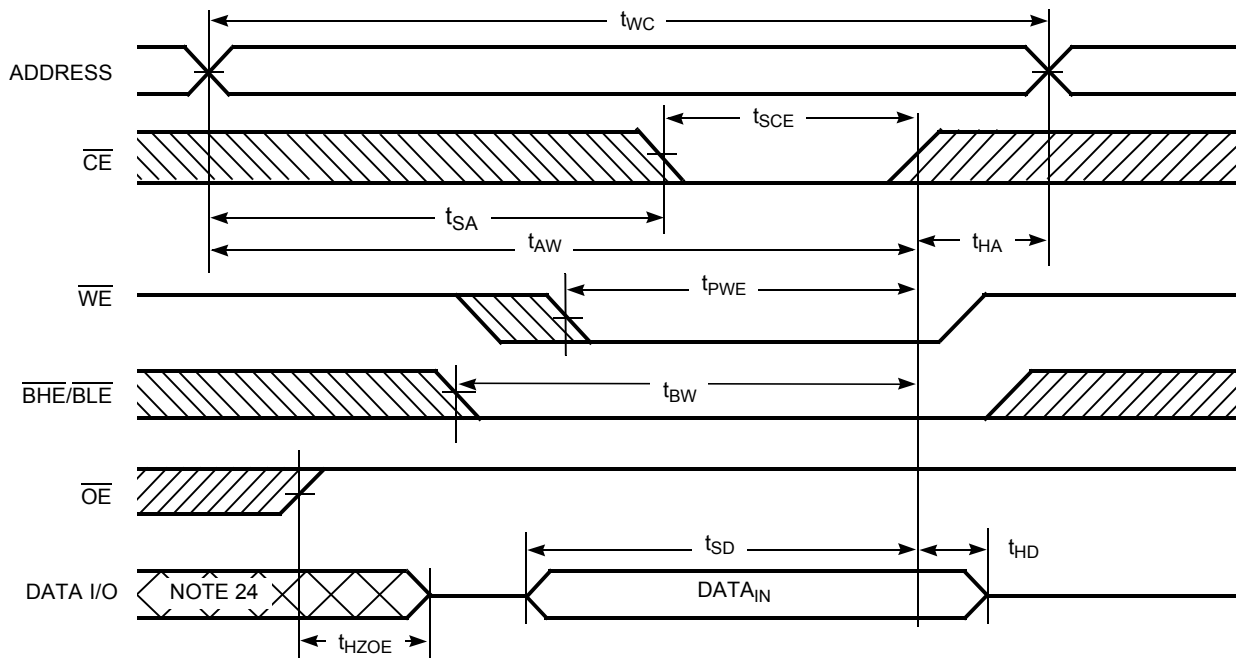 tWC
ADDRESS
tSCE
CE
tSA
tAW
tHA
WE
tPWE
BHE/BLE
tBW
OE
tSD
tHD
DATA I/O
NOTE 24
DATAIN
tHZOE